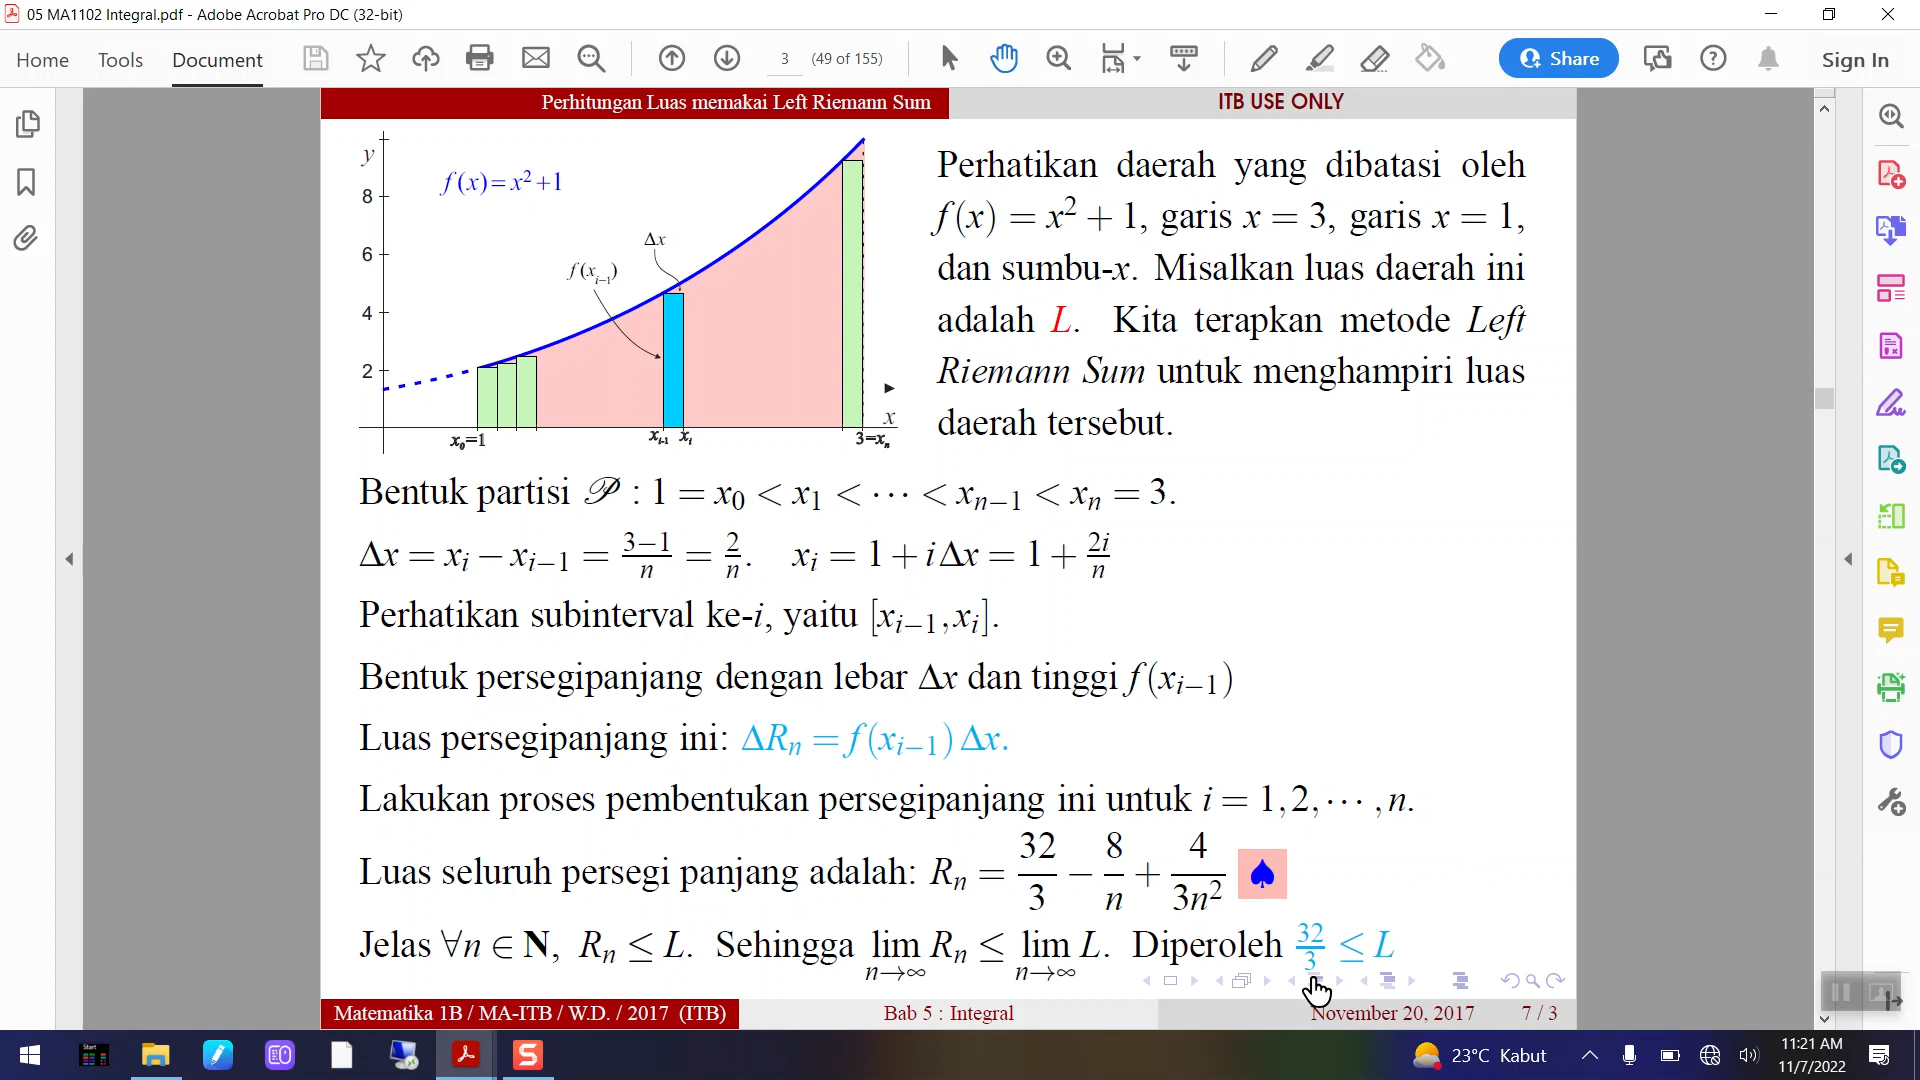 05 MA1102 Integral.pdf - Adobe Acrobat Pro DC (32-bit)
Home Tools Document 3 (49 of 155) Share Sign In
Perhitungan Luas memakai Left Riemann Sum ITB USE ONLY
y
f(x)=x²+1
8
6
4
2
Δx
f(xᵢ₋₁)
x
x₀=1 xᵢ₋₁ xᵢ 3=xₙ
Perhatikan daerah yang dibatasi oleh
f(x) = x² + 1, garis x = 3, garis x = 1,
dan sumbu-x. Misalkan luas daerah ini
adalah L. Kita terapkan metode Left
Riemann Sum untuk menghampiri luas
daerah tersebut.
Bentuk partisi 𝒫 : 1 = x₀ < x₁ < ⋯ < xₙ₋₁ < xₙ = 3.
Δx = xᵢ − xᵢ₋₁ = (3−1)/n = 2/n. xᵢ = 1 + iΔx = 1 + 2i/n
Perhatikan subinterval ke-i, yaitu [xᵢ₋₁, xᵢ].
Bentuk persegipanjang dengan lebar Δx dan tinggi f(xᵢ₋₁)
Luas persegipanjang ini: ΔRₙ = f(xᵢ₋₁) Δx.
Lakukan proses pembentukan persegipanjang ini untuk i = 1,2,⋯,n.
Luas seluruh persegi panjang adalah: Rₙ = 32/3 − 8/n + 4/(3n²) ♠
Jelas ∀n ∈ N, Rₙ ≤ L. Sehingga lim n→∞ Rₙ ≤ lim n→∞ L. Diperoleh 32/3 ≤ L
Matematika 1B / MA-ITB / W.D. / 2017 (ITB) Bab 5 : Integral November 20, 2017 7 / 3
Start
23°C Kabut
11:21 AM
11/7/2022